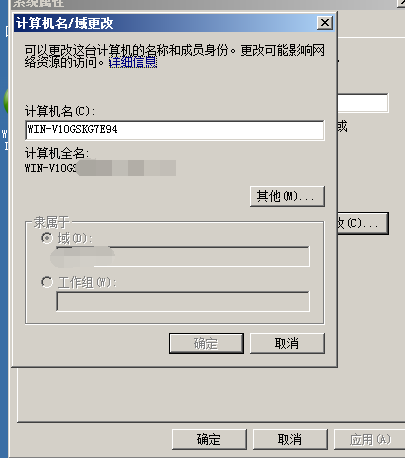 系统属性
计算机名/域更改
可以更改这台计算机的名称和成员身份。更改可能影响网
络资源的访问。详细信息
计算机名(C):
WIN-V1OGSKG7E94
或
计算机全名:
WIN-V1OGS
其他(M)...
改(C)...
隶属于
域(D):
工作组(W):
确定
取消
确定
取消
应用(A)